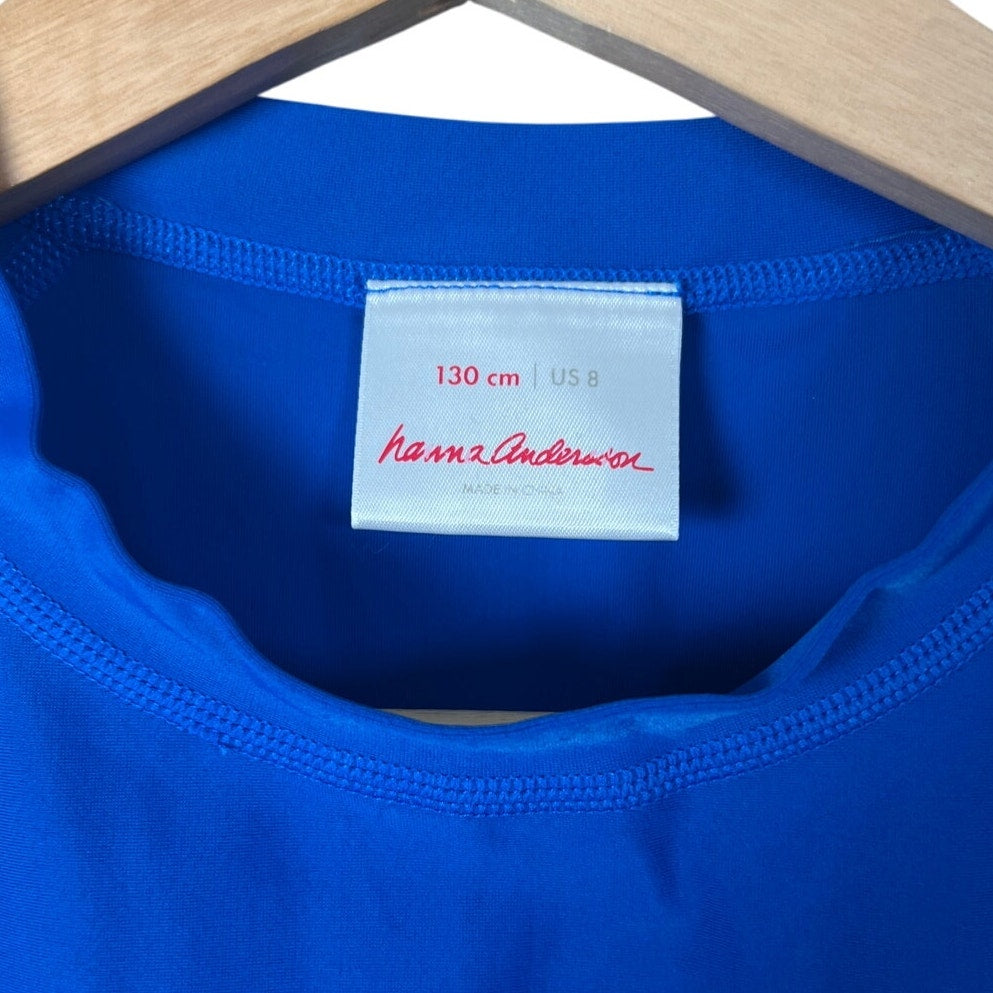 130 cm | US 8
hanna Andersson
MADE IN CHINA